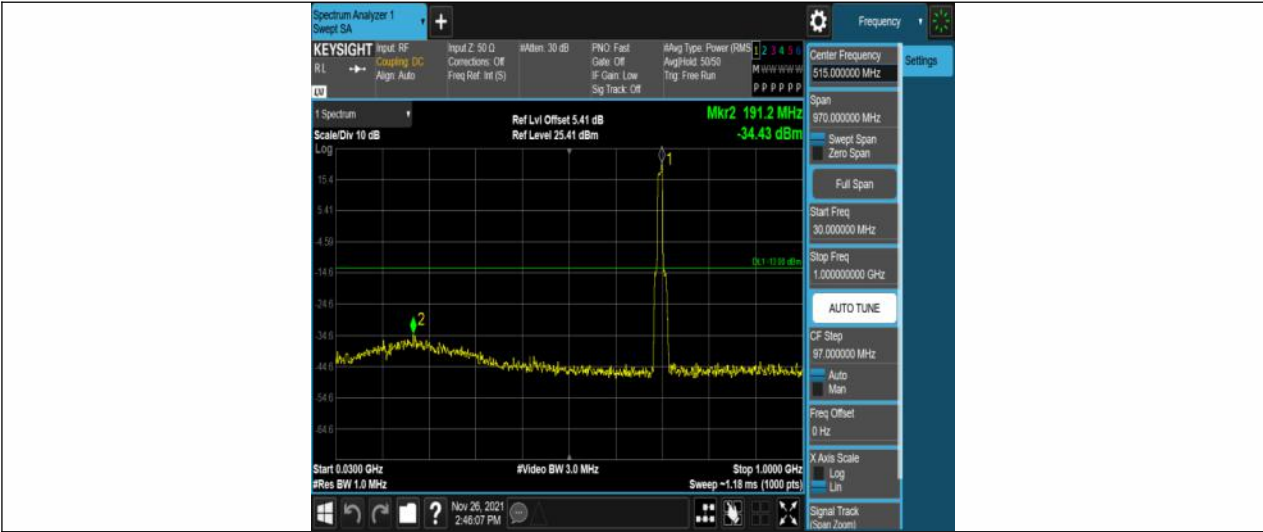 Spectrum Analyzer 1
Swept SA
+
Frequency
KEYSIGHT
RL
Input: RF
Coupling: DC
Align: Auto
Input Z: 50 Ω
Corrections: Off
Freq Ref: Int (S)
#Atten: 30 dB
PNO: Fast
Gate: Off
IF Gain: Low
Sig Track: Off
#Avg Type: Power (RMS
Avg|Hold: 50/50
Trig: Free Run
1 2 3 4 5 6
M W W W W W
P P P P P P
1 Spectrum
Scale/Div 10 dB
Log
Ref Lvl Offset 5.41 dB
Ref Level 25.41 dBm
Mkr2 191.2 MHz
-34.43 dBm
15.4
5.41
-4.59
-14.6
-24.6
-34.6
-44.6
-54.6
-64.6
1
2
DL1 -13.00 dBm
Start 0.0300 GHz
#Res BW 1.0 MHz
#Video BW 3.0 MHz
Stop 1.0000 GHz
Sweep ~1.18 ms (1000 pts)
?
Nov 26, 2021
2:46:07 PM
Center Frequency
515.000000 MHz
Settings
Span
970.000000 MHz
Swept Span
Zero Span
Full Span
Start Freq
30.000000 MHz
Stop Freq
1.000000000 GHz
AUTO TUNE
CF Step
97.000000 MHz
Auto
Man
Freq Offset
0 Hz
X Axis Scale
Log
Lin
Signal Track
(Span Zoom)